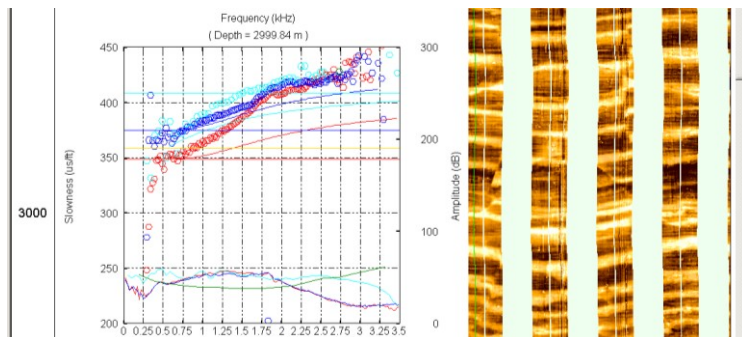 Frequency (kHz)
( Depth = 2999.84 m )
450
400
350
300
250
200
Slowness (us/ft)
3000
0 0.25 0.5 0.75 1 1.25 1.5 1.75 2 2.25 2.5 2.75 3 3.25 3.5
300
200
100
0
Amplitude (dB)